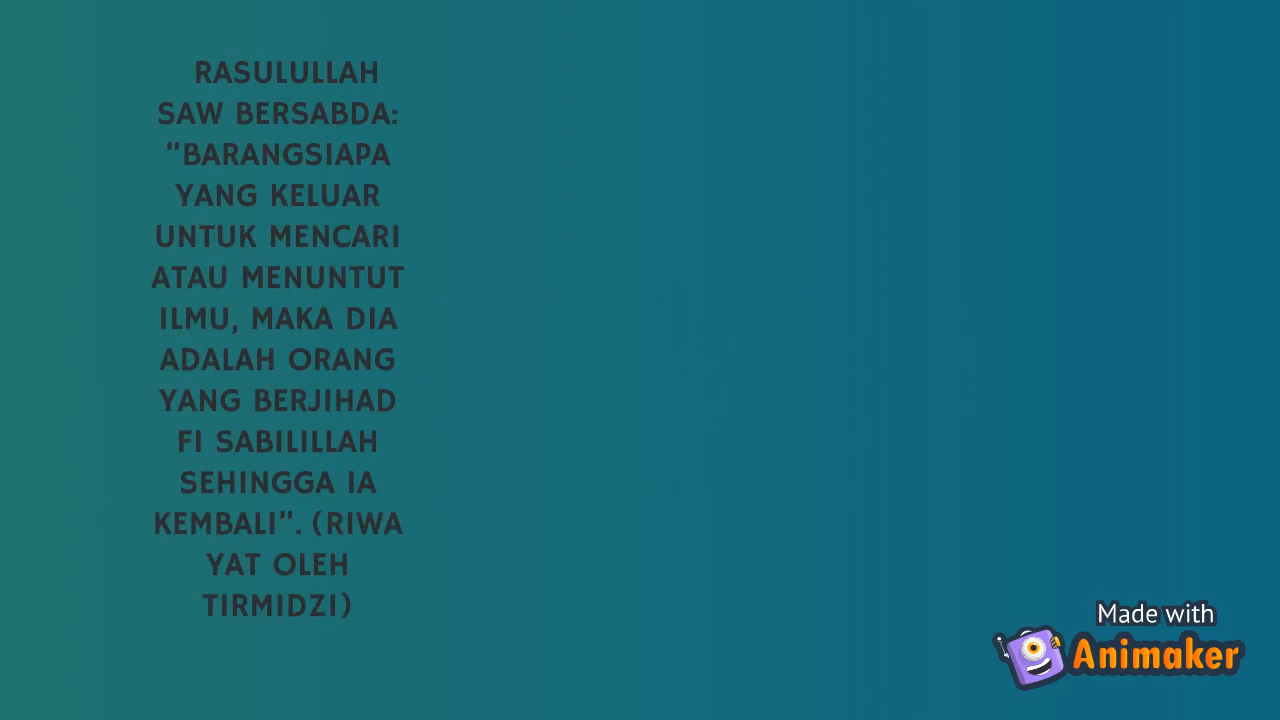 RASULULLAH
SAW BERSABDA:
“BARANGSIAPA
YANG KELUAR
UNTUK MENCARI
ATAU MENUNTUT
ILMU, MAKA DIA
ADALAH ORANG
YANG BERJIHAD
FI SABILILLAH
SEHINGGA IA
KEMBALI”. (RIWA
YAT OLEH
TIRMIDZI)
Made with
Animaker